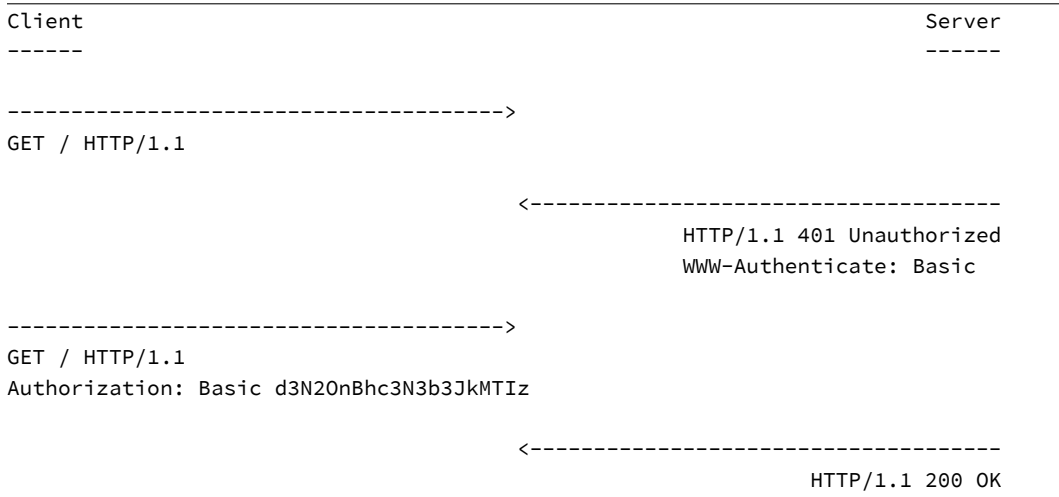 Client Server
------ ------
--------------------------------------->
GET / HTTP/1.1
<-------------------------------------
HTTP/1.1 401 Unauthorized
WWW-Authenticate: Basic
--------------------------------------->
GET / HTTP/1.1
Authorization: Basic d3N2OnBhc3N3b3JkMTIz
<-------------------------------------
HTTP/1.1 200 OK